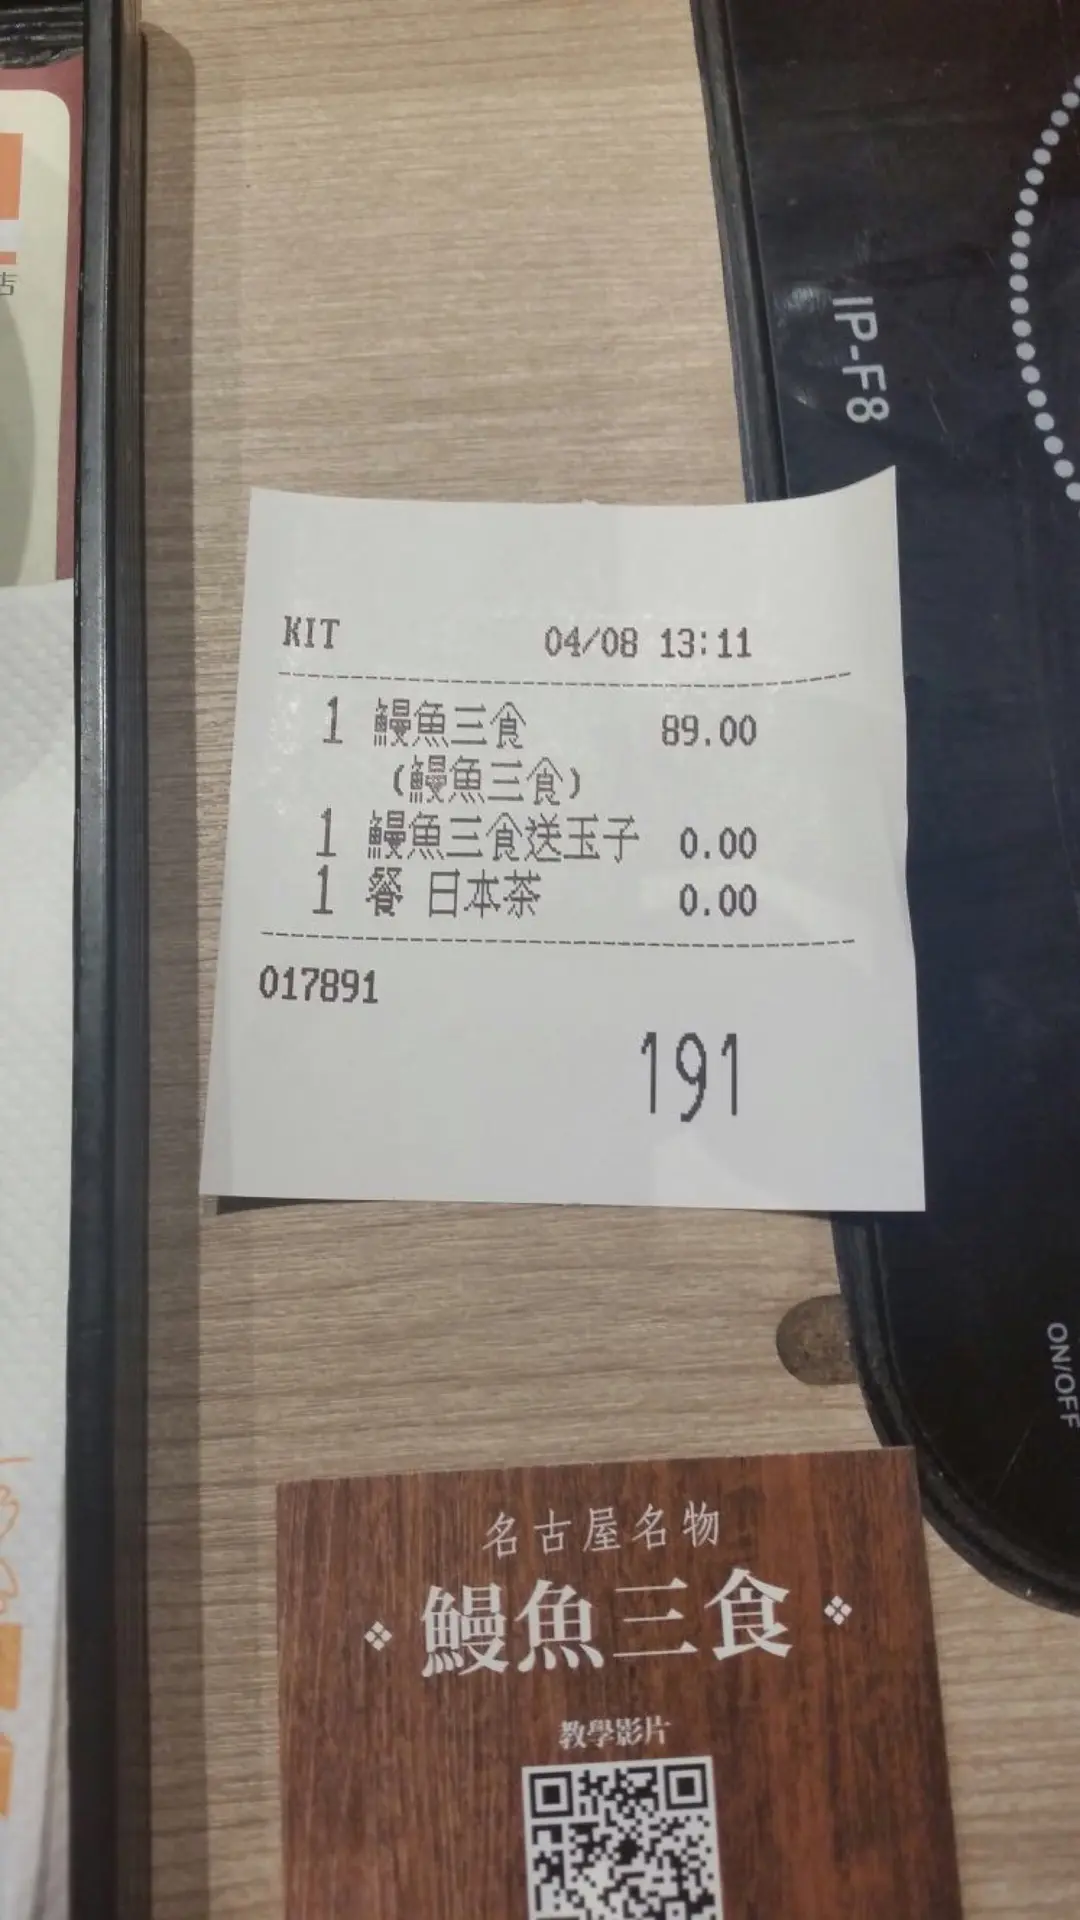 店
IP-F8
KIT 04/08 13:11
1 鰻魚三食 89.00
(鰻魚三食)
1 鰻魚三食送玉子 0.00
1 餐 日本茶 0.00
017891
191
ON/OFF
名古屋名物
鰻魚三食
教學影片